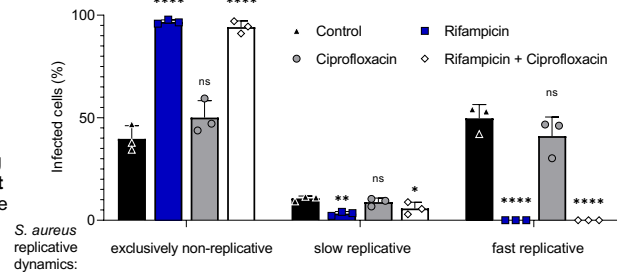 **** ****
100
50
0
Infected cells (%)
Control Rifampicin
Ciprofloxacin Rifampicin + Ciprofloxacin
ns
ns
** *
ns
**** ****
t
e
S. aureus
replicative
dynamics:
exclusively non-replicative slow replicative fast replicative